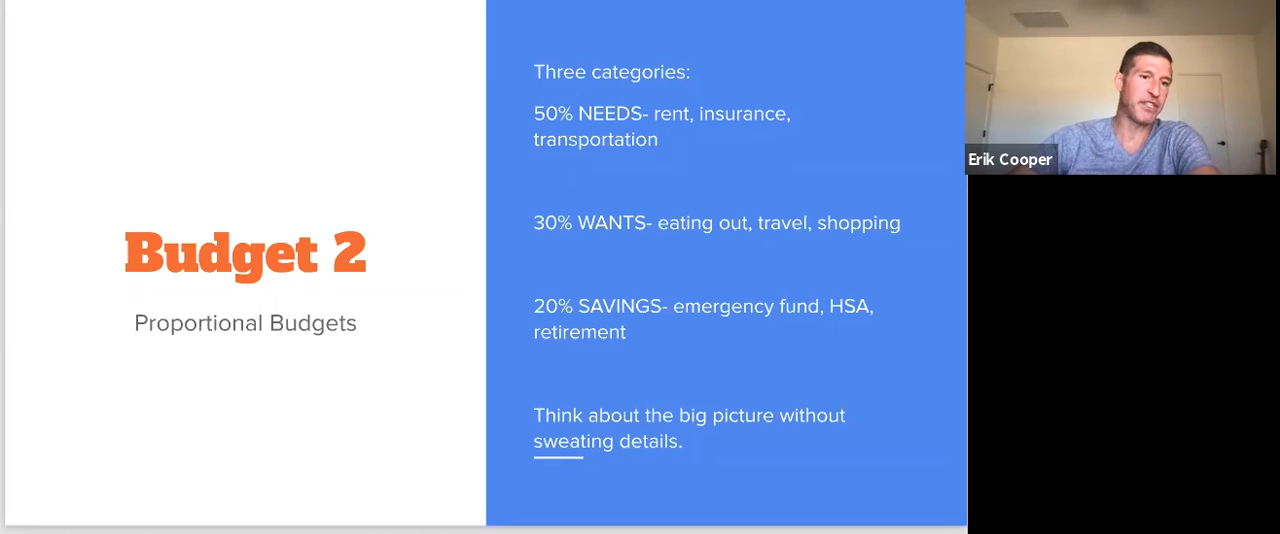 Budget 2
Proportional Budgets
Three categories:
50% NEEDS- rent, insurance,
transportation
30% WANTS- eating out, travel, shopping
20% SAVINGS- emergency fund, HSA,
retirement
Think about the big picture without
sweating details.
Erik Cooper